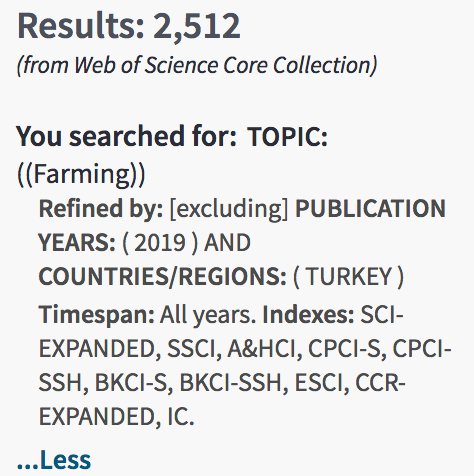 Results: 2,512
(from Web of Science Core Collection)
You searched for: TOPIC:
((Farming))
Refined by: [excluding] PUBLICATION
YEARS: ( 2019 ) AND
COUNTRIES/REGIONS: ( TURKEY )
Timespan: All years. Indexes: SCI-
EXPANDED, SSCI, A&HCI, CPCI-S, CPCI-
SSH, BKCI-S, BKCI-SSH, ESCI, CCR-
EXPANDED, IC.
...Less